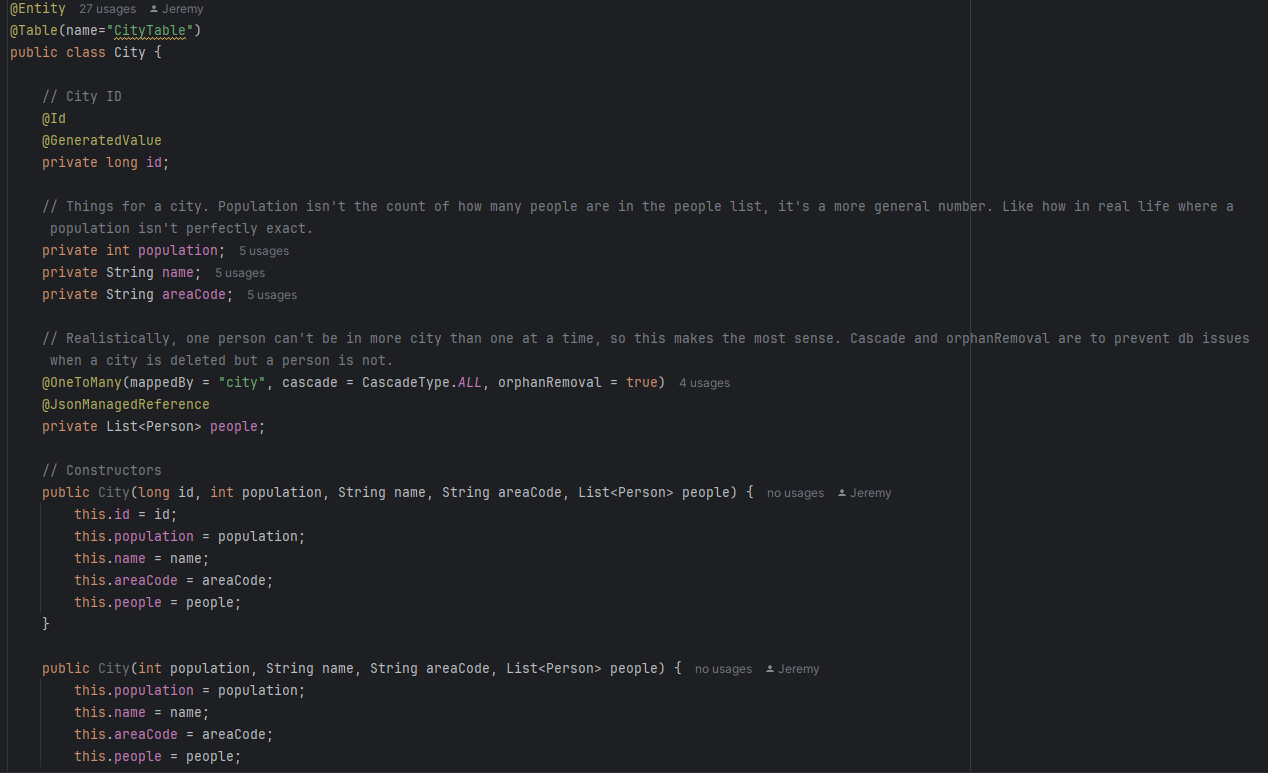 @Entity 27 usages Jeremy
@Table(name="CityTable")
public class City {
// City ID
@Id
@GeneratedValue
private long id;
// Things for a city. Population isn't the count of how many people are in the people list, it's a more general number. Like how in real life where a
population isn't perfectly exact.
private int population; 5 usages
private String name; 5 usages
private String areaCode; 5 usages
// Realistically, one person can't be in more city than one at a time, so this makes the most sense. Cascade and orphanRemoval are to prevent db issues
when a city is deleted but a person is not.
@OneToMany(mappedBy = "city", cascade = CascadeType.ALL, orphanRemoval = true) 4 usages
@JsonManagedReference
private List<Person> people;
// Constructors
public City(long id, int population, String name, String areaCode, List<Person> people) { no usages Jeremy
this.id = id;
this.population = population;
this.name = name;
this.areaCode = areaCode;
this.people = people;
}
public City(int population, String name, String areaCode, List<Person> people) { no usages Jeremy
this.population = population;
this.name = name;
this.areaCode = areaCode;
this.people = people;